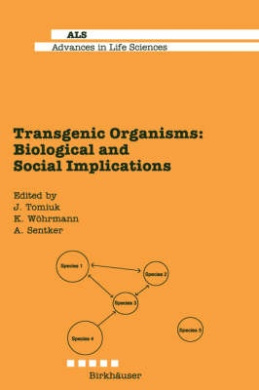 ALS
Advances in Life Sciences
Transgenic Organisms:
Biological and
Social Implications
Edited by
J. Tomiuk
K. Wöhrmann
A. Sentker
Species 1
Species 2
Species 3
Species 4
Species 5
Birkhäuser